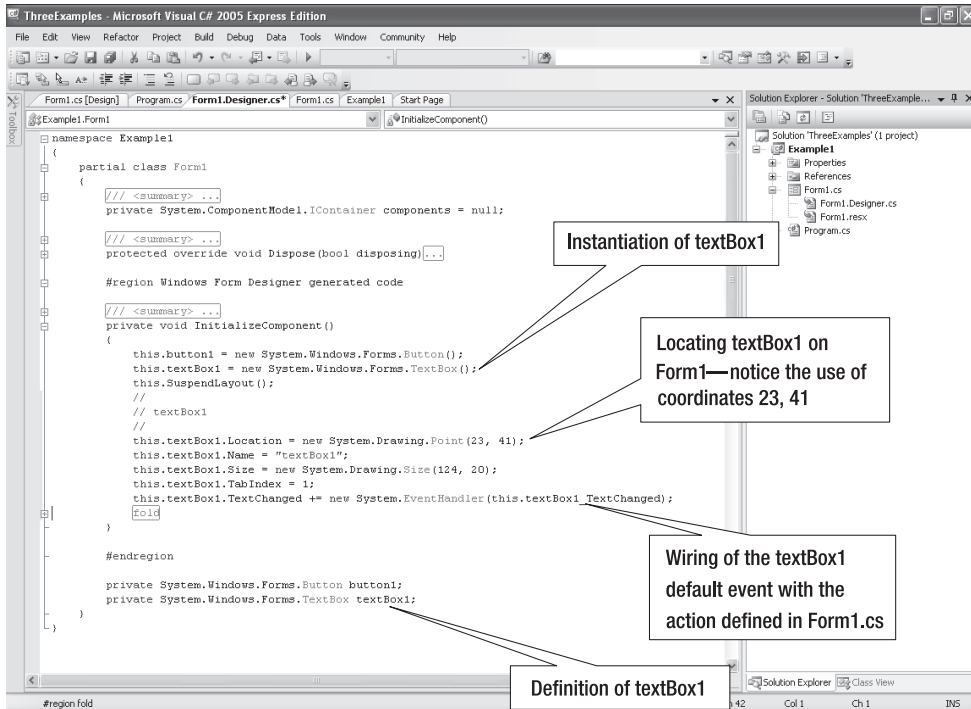 ThreeExamples - Microsoft Visual C# 2005 Express Edition
File Edit View Refactor Project Build Debug Data Tools Window Community Help
Form1.cs [Design] Program.cs Form1.Designer.cs* Form1.cs Example1 Start Page
Toolbox
Example1.Form1
InitializeComponent()
namespace Example1
{
partial class Form1
{
/// <summary> ...
private System.ComponentModel.IContainer components = null;
/// <summary> ...
protected override void Dispose(bool disposing)...
#region Windows Form Designer generated code
/// <summary> ...
private void InitializeComponent()
{
this.button1 = new System.Windows.Forms.Button();
this.textBox1 = new System.Windows.Forms.TextBox();
this.SuspendLayout();
//
// textBox1
//
this.textBox1.Location = new System.Drawing.Point(23, 41);
this.textBox1.Name = "textBox1";
this.textBox1.Size = new System.Drawing.Size(124, 20);
this.textBox1.TabIndex = 1;
this.textBox1.TextChanged += new System.EventHandler(this.textBox1_TextChanged);
fold
}
#endregion
private System.Windows.Forms.Button button1;
private System.Windows.Forms.TextBox textBox1;
}
}
Instantiation of textBox1
Locating textBox1 on
Form1—notice the use of
coordinates 23, 41
Wiring of the textBox1
default event with the
action defined in Form1.cs
Definition of textBox1
Solution Explorer - Solution 'ThreeExample...
Solution 'ThreeExamples' (1 project)
Example1
Properties
References
Form1.cs
Form1.Designer.cs
Form1.resx
Program.cs
Solution Explorer Class View
#region fold
42 Col 1 Ch 1 INS